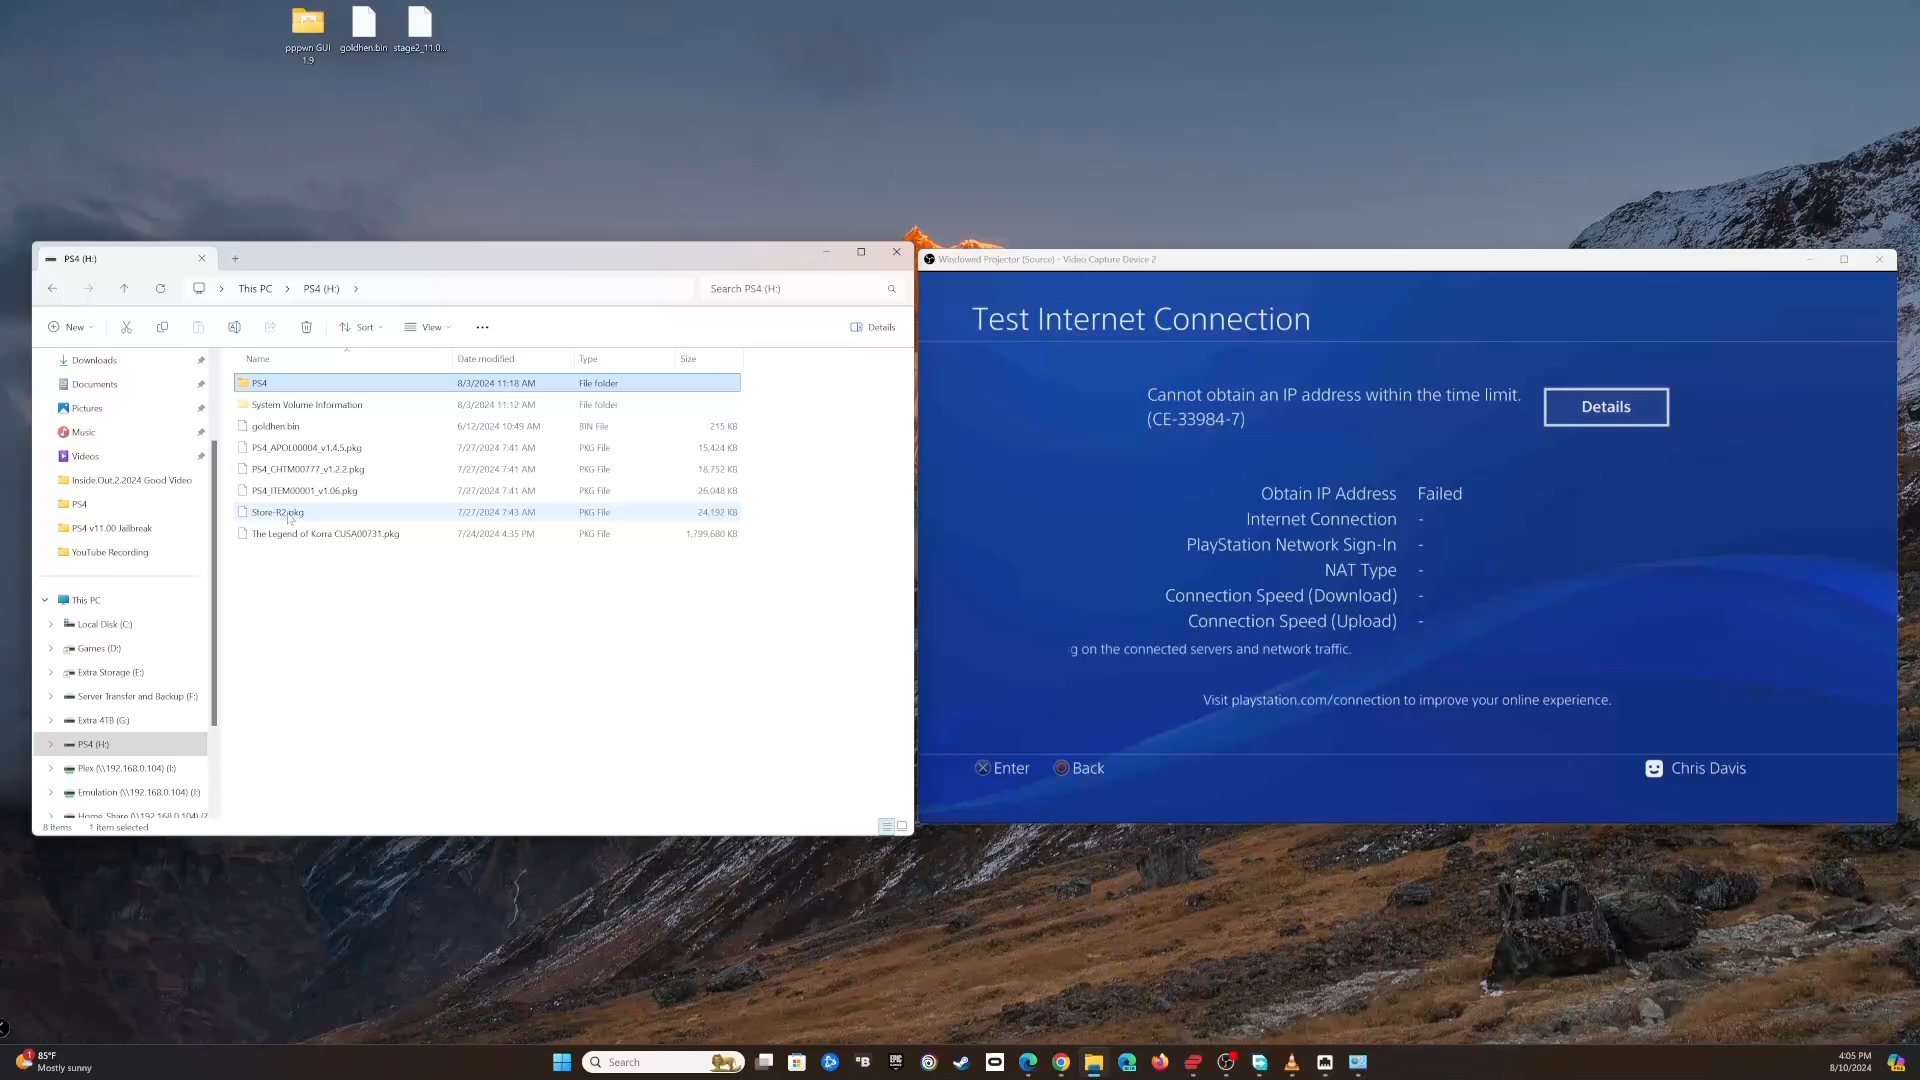 pppwn GUI
1.9
goldhen.bin
stage2_11.0...
PS4 (H:)
This PC
PS4 (H:)
Search PS4 (H:)
New
Sort
View
Details
Downloads
Documents
Pictures
Music
Videos
Inside.Out.2.2024 Good Video
PS4
PS4 v11.00 Jailbreak
YouTube Recording
This PC
Local Disk (C:)
Games (D:)
Extra Storage (E:)
Server Transfer and Backup (F:)
Extra 4TB (G:)
PS4 (H:)
Plex (\\192.168.0.104) (I:)
Emulation (\\192.168.0.104) (J:)
Home Share (\\192.168.0.104) (Z
Name Date modified Type Size
PS4 8/3/2024 11:18 AM File folder
System Volume Information 8/3/2024 11:12 AM File folder
goldhen.bin 6/12/2024 10:49 AM BIN File 215 KB
PS4_APOL00004_v1.4.5.pkg 7/27/2024 7:41 AM PKG File 15,424 KB
PS4_CHTM00777_v1.2.2.pkg 7/27/2024 7:41 AM PKG File 18,752 KB
PS4_ITEM00001_v1.06.pkg 7/27/2024 7:41 AM PKG File 26,048 KB
Store-R2.pkg 7/27/2024 7:43 AM PKG File 24,192 KB
The Legend of Korra CUSA00731.pkg 7/24/2024 4:35 PM PKG File 1,799,680 KB
8 items 1 item selected
Windowed Projector (Source) - Video Capture Device 2
Test Internet Connection
Cannot obtain an IP address within the time limit.
(CE-33984-7)
Details
Obtain IP Address Failed
Internet Connection -
PlayStation Network Sign-In -
NAT Type -
Connection Speed (Download) -
Connection Speed (Upload) -
g on the connected servers and network traffic.
Visit playstation.com/connection to improve your online experience.
Enter Back
Chris Davis
1
85°F
Mostly sunny
Search
EPIC
4:05 PM
8/10/2024